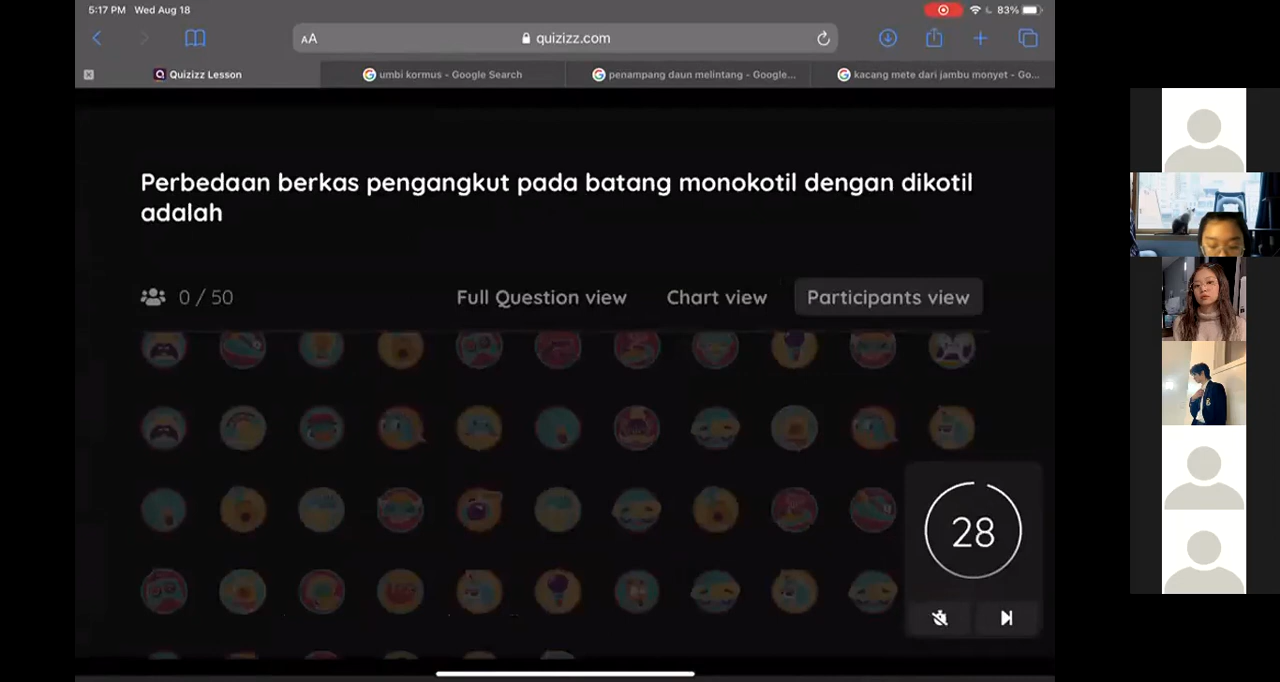 5:17 PM Wed Aug 18
83%
AA
quizizz.com
Quizizz Lesson
umbi kormus - Google Search
penampang daun melintang - Google...
kacang mete dari jambu monyet - Go...
Perbedaan berkas pengangkut pada batang monokotil dengan dikotil
adalah
0 / 50
Full Question view
Chart view
Participants view
28